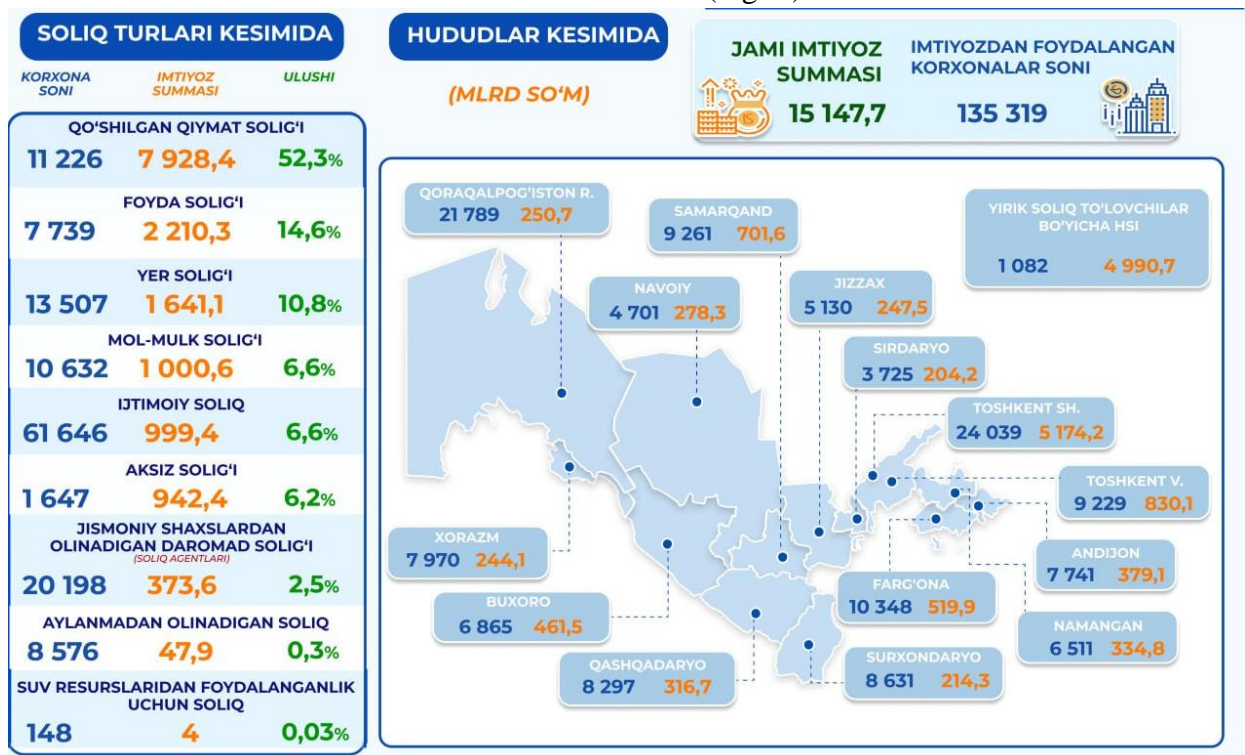 SOLIQ TURLARI KESIMIDA
KORXONA SONI
IMTIYOZ SUMMASI
ULUSHI
QO‘SHILGAN QIYMAT SOLIG‘I
11 226 7 928,4 52,3%
FOYDA SOLIG‘I
7 739 2 210,3 14,6%
YER SOLIG‘I
13 507 1 641,1 10,8%
MOL-MULK SOLIG‘I
10 632 1 000,6 6,6%
IJTIMOIY SOLIQ
61 646 999,4 6,6%
AKSIZ SOLIG‘I
1 647 942,4 6,2%
JISMONIY SHAXSLARDAN
OLINADIGAN DAROMAD SOLIG‘I
(SOLIQ AGENTLARI)
20 198 373,6 2,5%
AYLANMADAN OLINADIGAN SOLIQ
8 576 47,9 0,3%
SUV RESURSLARIDAN FOYDALANGANLIK
UCHUN SOLIQ
148 4 0,03%
HUDUDLAR KESIMIDA
(MLRD SO‘M)
JAMI IMTIYOZ
SUMMASI
15 147,7
IMTIYOZDAN FOYDALANGAN
KORXONALAR SONI
135 319
QORAQALPOG‘ISTON R.
21 789 250,7
SAMARQAND
9 261 701,6
YIRIK SOLIQ TO‘LOVCHILAR
BO‘YICHA HSI
1 082 4 990,7
NAVOIY
4 701 278,3
JIZZAX
5 130 247,5
SIRDARYO
3 725 204,2
TOSHKENT SH.
24 039 5 174,2
TOSHKENT V.
9 229 830,1
XORAZM
7 970 244,1
ANDIJON
7 741 379,1
FARG‘ONA
10 348 519,9
BUXORO
6 865 461,5
NAMANGAN
6 511 334,8
QASHQADARYO
8 297 316,7
SURXONDARYO
8 631 214,3